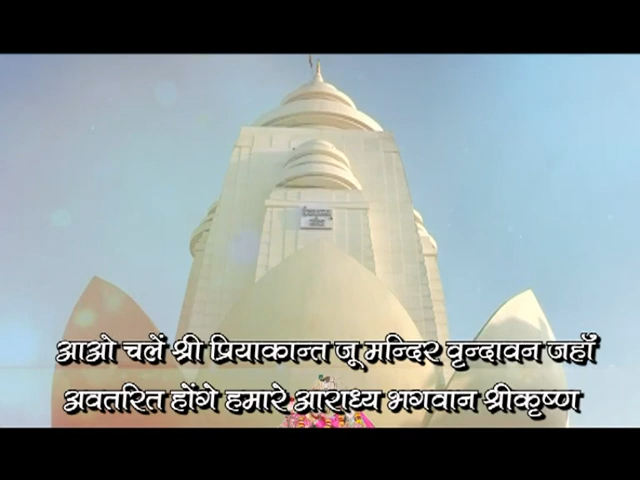 आओ चलें श्री प्रियाकान्त जू मन्दिर वृन्दावन जहाँ
अवतरित होंगे हमारे आराध्य भगवान श्रीकृष्ण